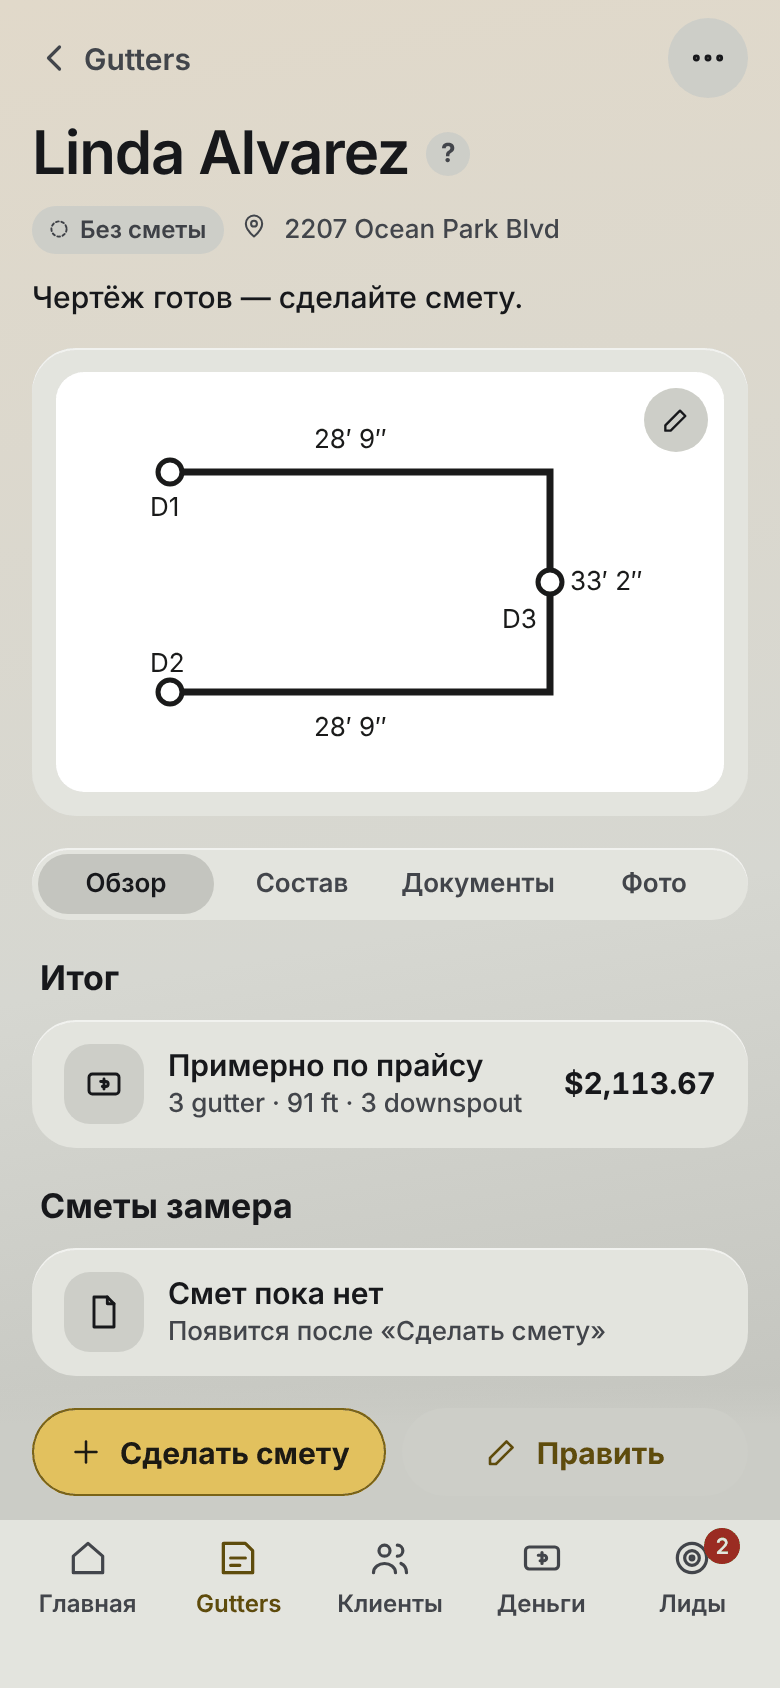 Gutters
Linda Alvarez ?
Без сметы 2207 Ocean Park Blvd
Чертёж готов — сделайте смету.
28′ 9″
D1
33′ 2″
D3
D2
28′ 9″
Обзор Состав Документы Фото
Итог
Примерно по прайсу
3 gutter · 91 ft · 3 downspout
$2,113.67
Сметы замера
Смет пока нет
Появится после «Сделать смету»
Сделать смету Править
2
Главная Gutters Клиенты Деньги Лиды